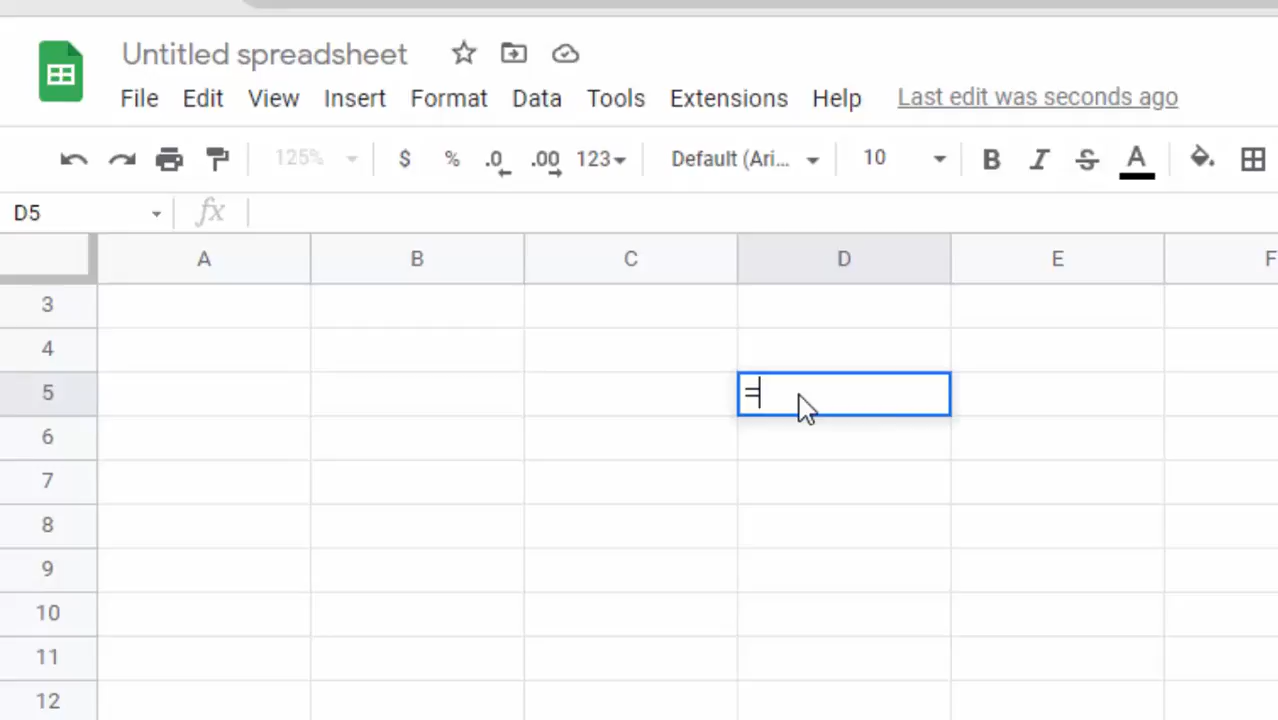 Untitled spreadsheet
File Edit View Insert Format Data Tools Extensions Help Last edit was seconds ago
125% $ % .0 .00 123 Default (Ari... 10 B I S A
D5 fx
A B C D E F
3
4
5 =
6
7
8
9
10
11
12